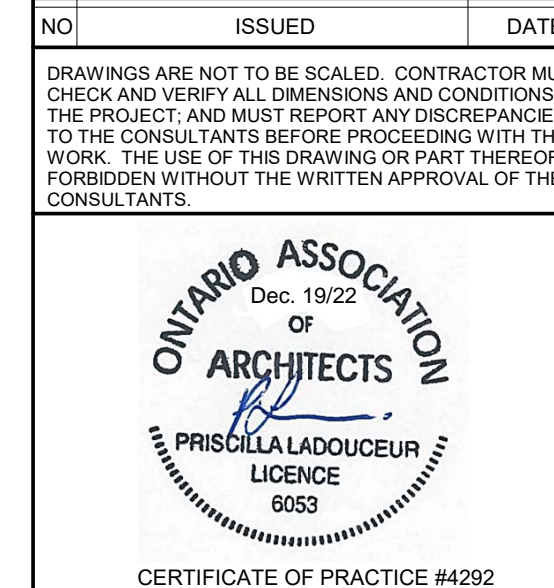 NO ISSUED DATE
DRAWINGS ARE NOT TO BE SCALED. CONTRACTOR MU
CHECK AND VERIFY ALL DIMENSIONS AND CONDITIONS
THE PROJECT; AND MUST REPORT ANY DISCREPANCIE
TO THE CONSULTANTS BEFORE PROCEEDING WITH TH
WORK. THE USE OF THIS DRAWING OR PART THEREOF
FORBIDDEN WITHOUT THE WRITTEN APPROVAL OF THE
CONSULTANTS.
ONTARIO ASSOCIATION
Dec. 19/22
OF
ARCHITECTS
PRISCILLA LADOUCEUR
LICENCE
6053
CERTIFICATE OF PRACTICE #4292